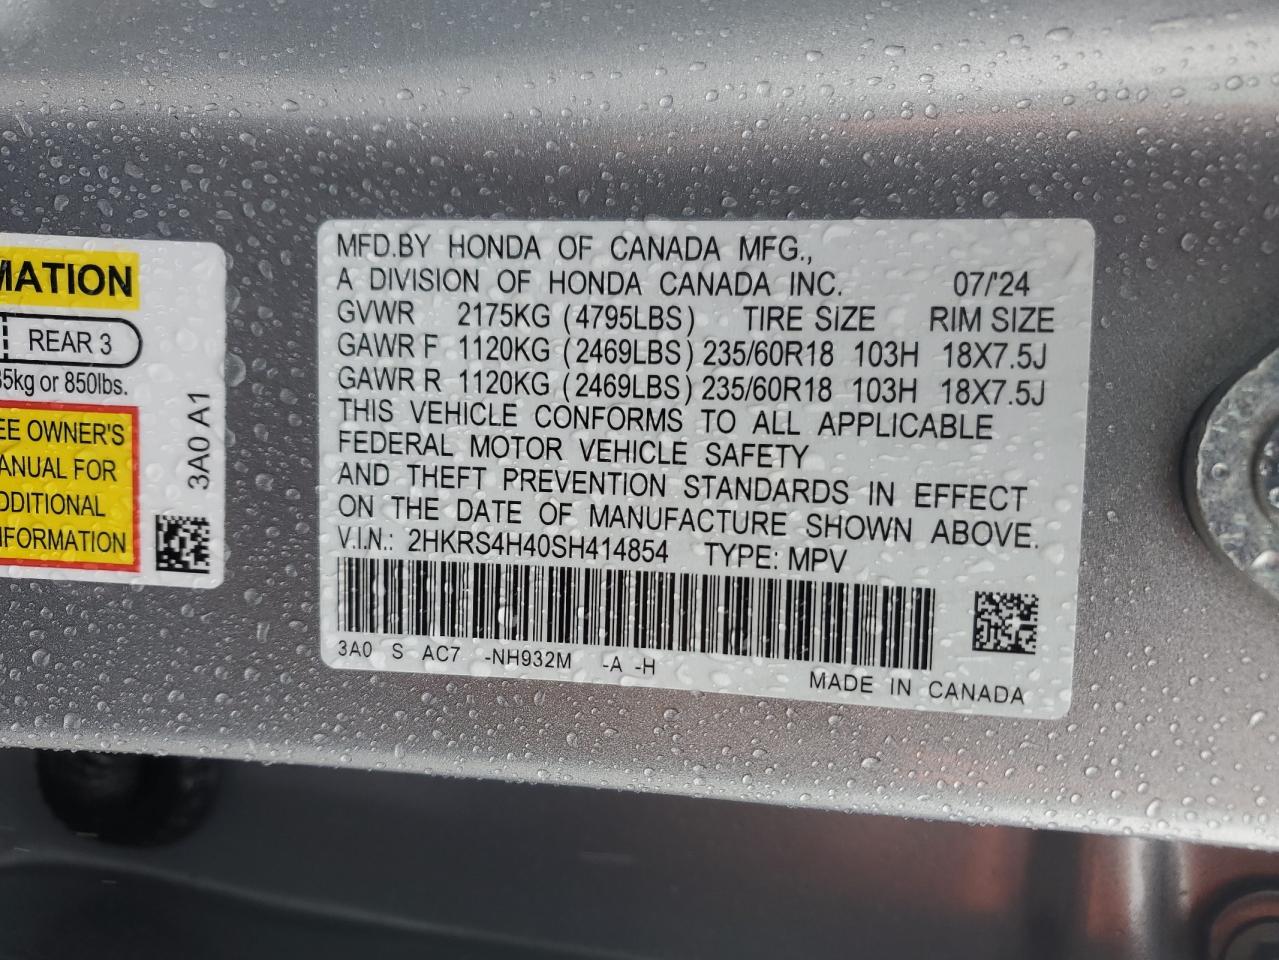 MATION
REAR 3
85kg or 850lbs.
EE OWNER'S
ANUAL FOR
DDITIONAL
NFORMATION
3A0 A1
MFD.BY HONDA OF CANADA MFG.,
A DIVISION OF HONDA CANADA INC. 07/'24
GVWR 2175KG (4795LBS) TIRE SIZE RIM SIZE
GAWR F 1120KG (2469LBS) 235/60R18 103H 18X7.5J
GAWR R 1120KG (2469LBS) 235/60R18 103H 18X7.5J
THIS VEHICLE CONFORMS TO ALL APPLICABLE
FEDERAL MOTOR VEHICLE SAFETY
AND THEFT PREVENTION STANDARDS IN EFFECT
ON THE DATE OF MANUFACTURE SHOWN ABOVE.
V.I.N.: 2HKRS4H40SH414854 TYPE: MPV
3A0 S AC7 -NH932M -A -H
MADE IN CANADA